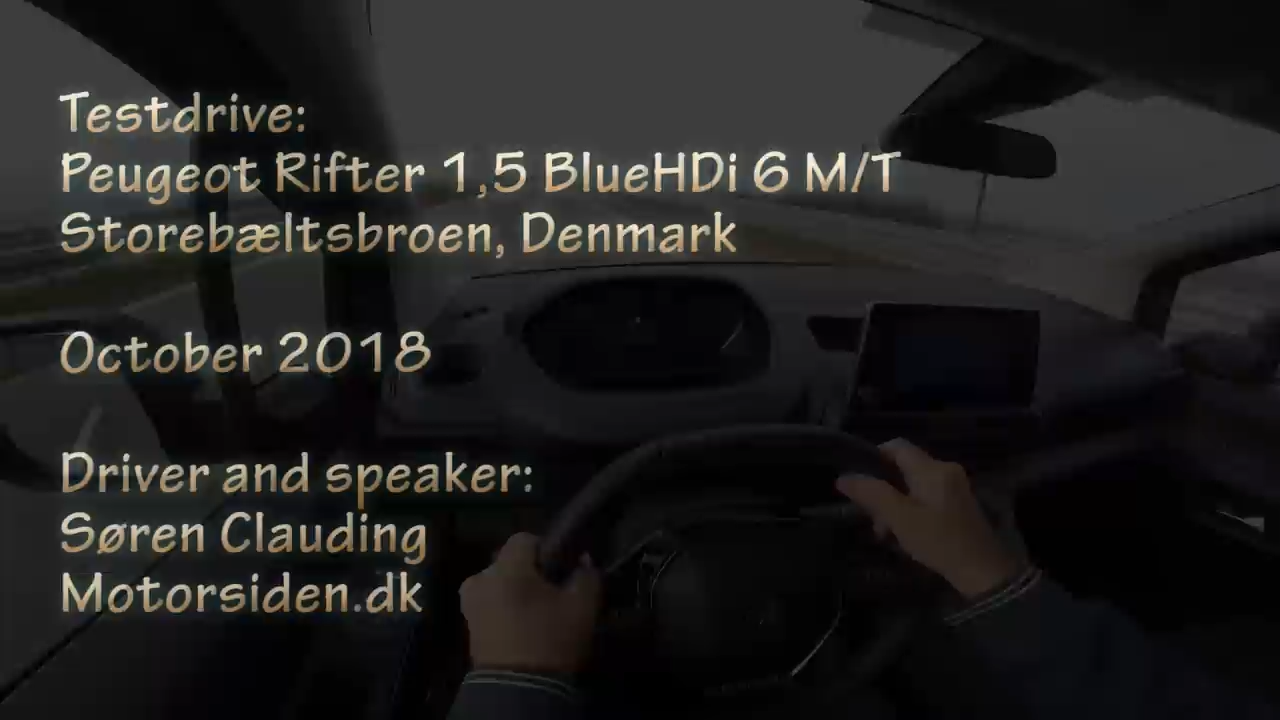 Testdrive:
Peugeot Rifter 1,5 BlueHDi 6 M/T
Storebæltsbroen, Denmark
October 2018
Driver and speaker:
Søren Clauding
Motorsiden.dk